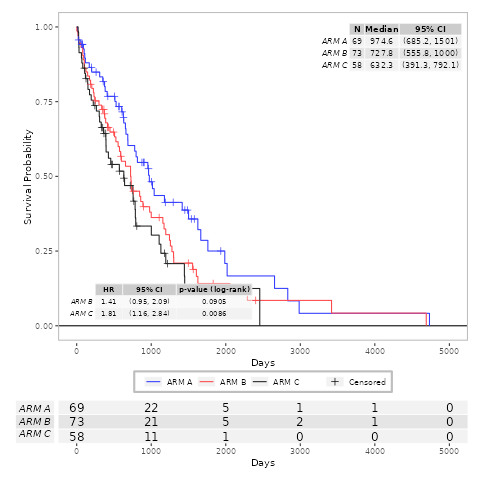 1.00
0.75
0.50
0.25
0.00
Survival Probability
N Median 95% CI
ARM A 69 974.6 (685.2, 1501)
ARM B 73 727.8 (555.8, 1000)
ARM C 58 632.3 (391.3, 792.1)
HR 95% CI p-value (log-rank)
ARM B 1.41 (0.95, 2.09) 0.0905
ARM C 1.81 (1.16, 2.84) 0.0086
0 1000 2000 3000 4000 5000
Days
ARM A ARM B ARM C Censored
ARM A 69 22 5 1 1 0
ARM B 73 21 5 2 1 0
ARM C 58 11 1 0 0 0
0 1000 2000 3000 4000 5000
Days